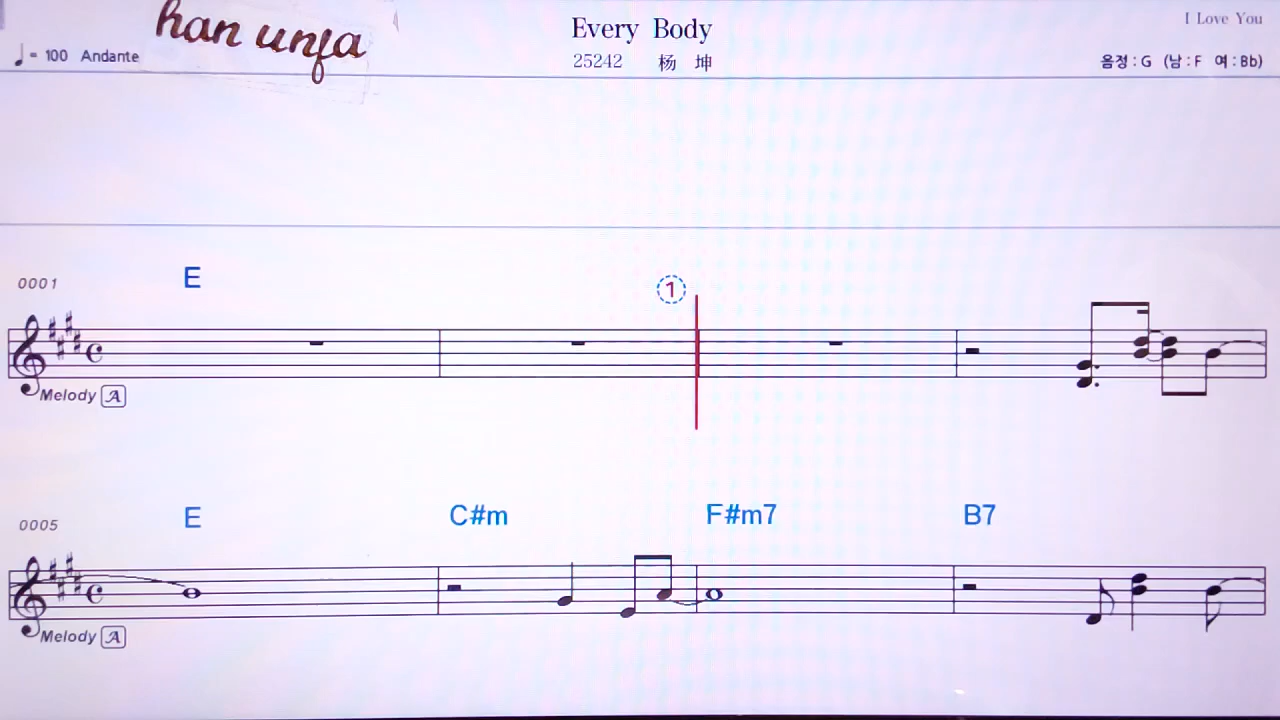 han unja
Every Body
I Love You
♩= 100 Andante
25242 杨 坤
음정 : G (남 : F 여 : Bb)
0001
E
1
Melody A
0005
E C#m F#m7 B7
Melody A